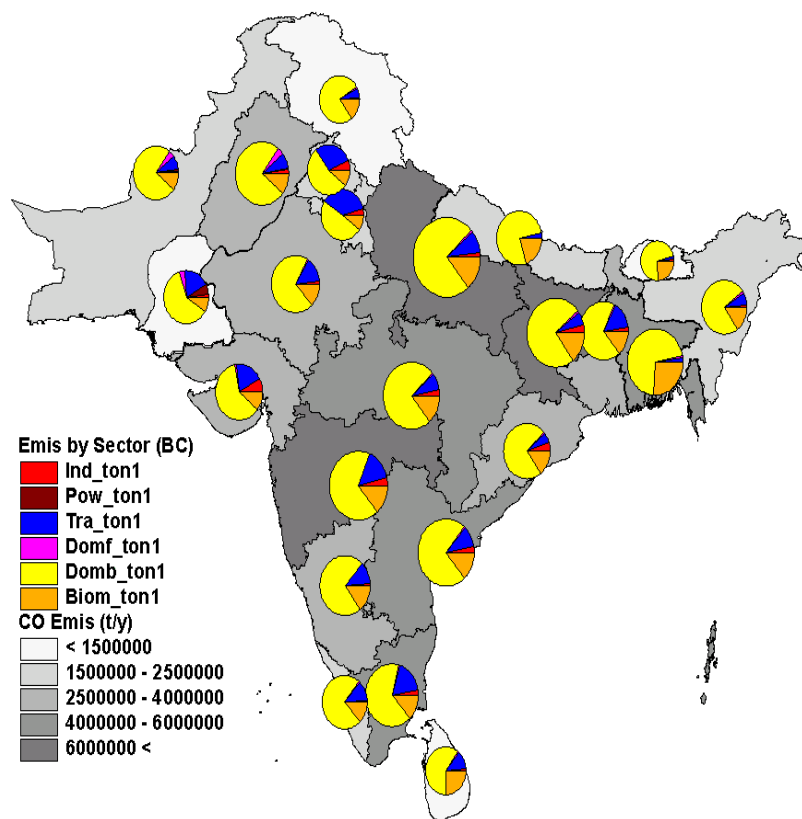 Emis by Sector (BC)
Ind_ton1
Pow_ton1
Tra_ton1
Domf_ton1
Domb_ton1
Biom_ton1
CO Emis (t/y)
< 1500000
1500000 - 2500000
2500000 - 4000000
4000000 - 6000000
6000000 <